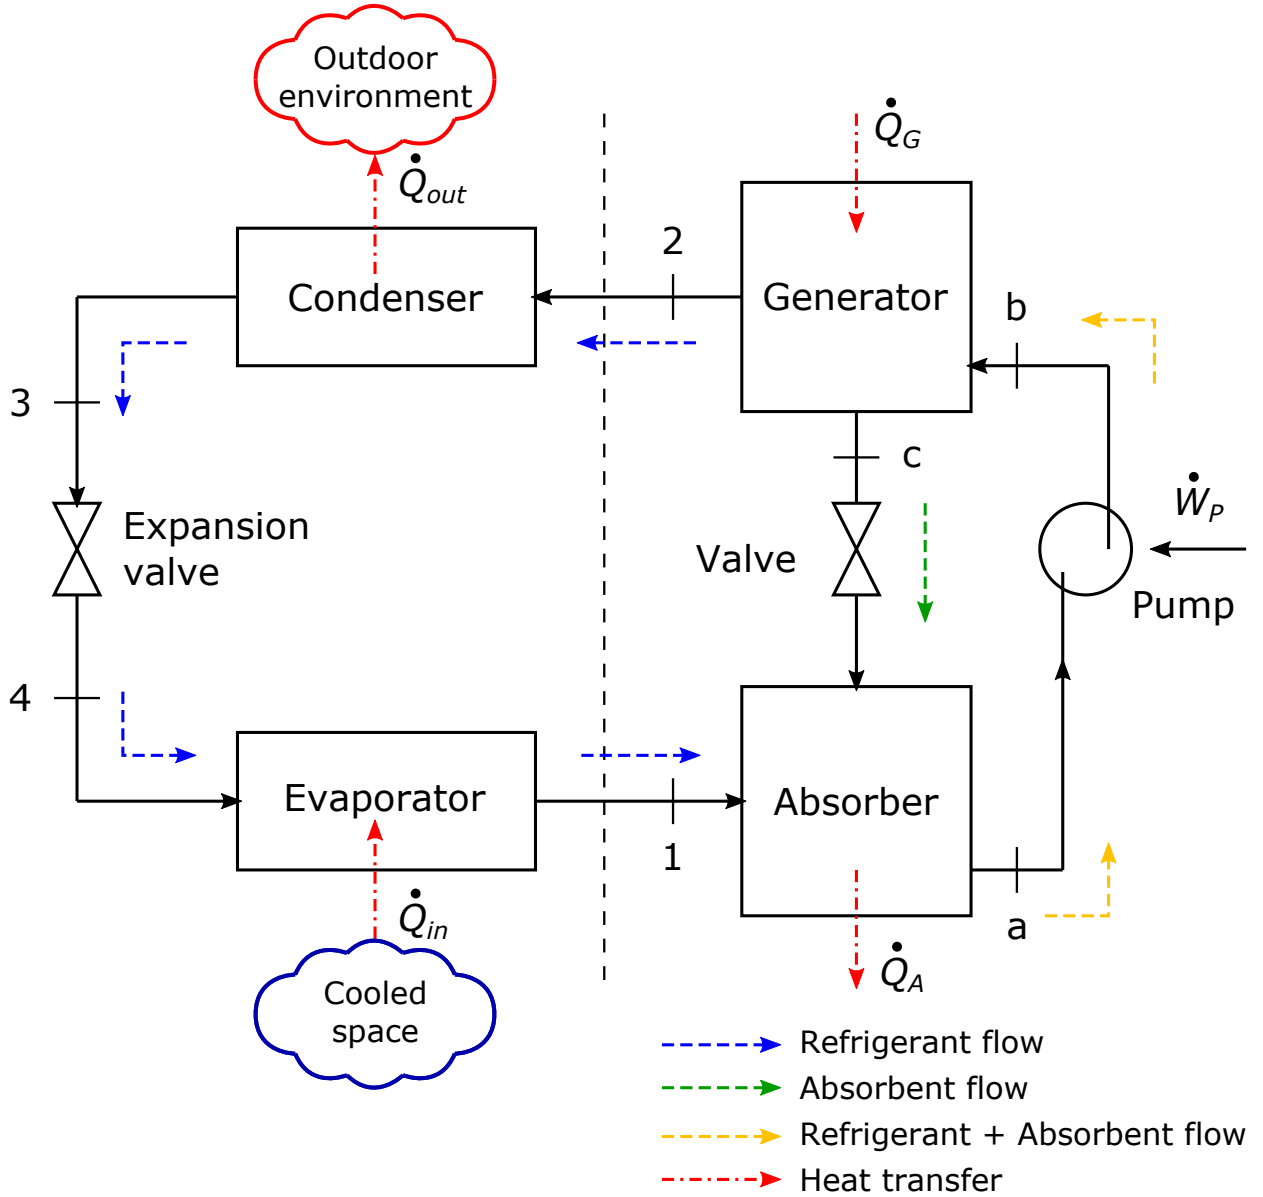 Outdoor
environment
Q̇out
Q̇G
2
Condenser
Generator
b
3
c
Expansion
valve
Valve
ẆP
Pump
4
Evaporator
Absorber
1
a
Q̇in
Q̇A
Cooled
space
Refrigerant flow
Absorbent flow
Refrigerant + Absorbent flow
Heat transfer